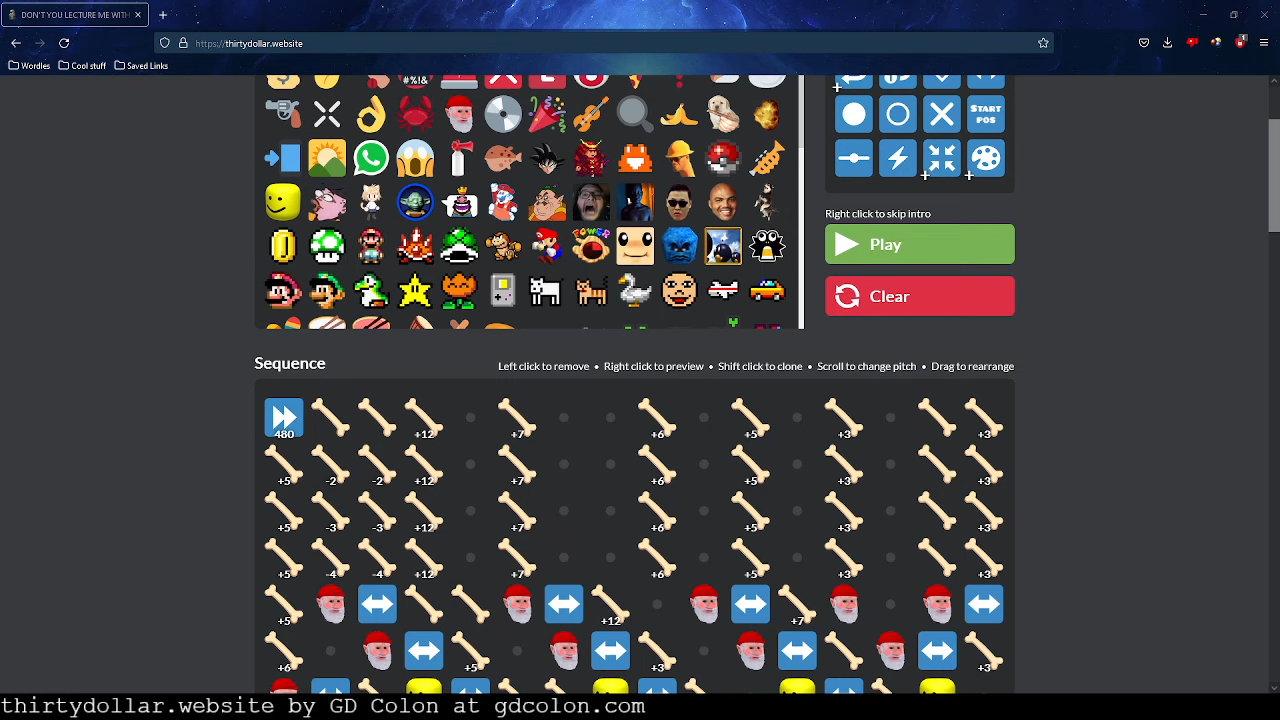 DON'T YOU LECTURE ME WITH
https://thirtydollar.website
Wordles Cool stuff Saved Links
#%!&
START POS
POWER
Right click to skip intro
Play
Clear
Sequence
Left click to remove • Right click to preview • Shift click to clone • Scroll to change pitch • Drag to rearrange
480 +12 +7 +6 +5 +3 +3
+5 -2 -2 +12 +7 +6 +5 +3 +3
+5 -3 -3 +12 +7 +6 +5 +3 +3
+5 -4 -4 +12 +7 +6 +5 +3 +3
+5 +12 +7
+6 +5 +3 +3
thirtydollar.website by GD Colon at gdcolon.com